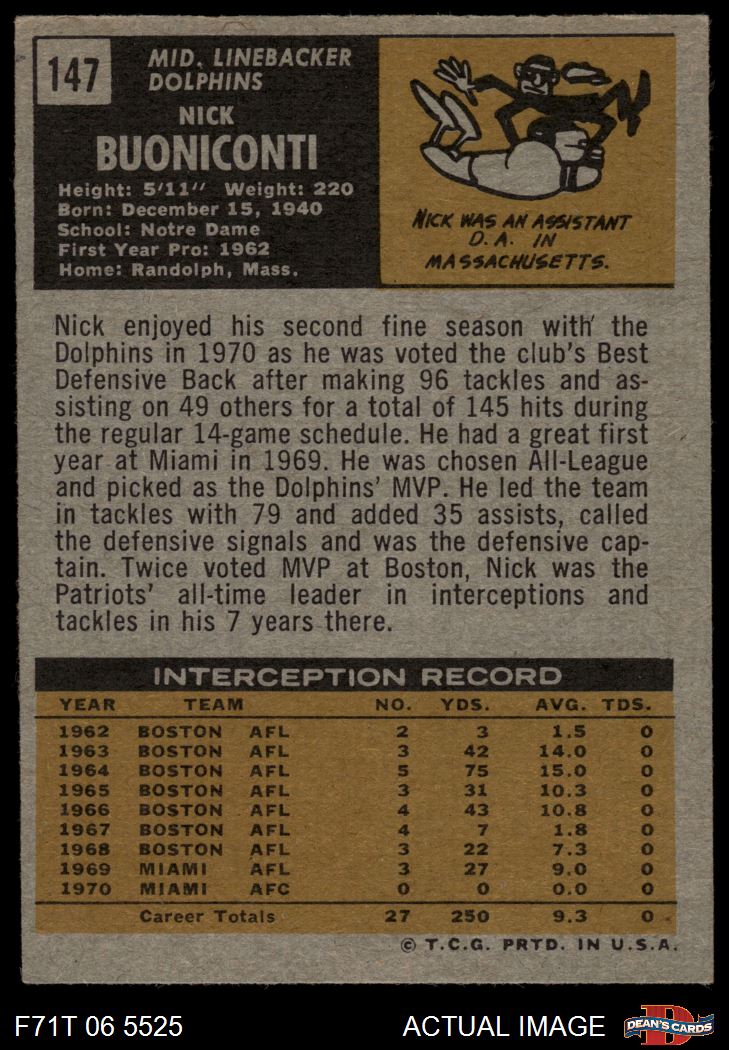 147
MID. LINEBACKER
DOLPHINS
NICK
BUONICONTI
Height: 5'11" Weight: 220
Born: December 15, 1940
School: Notre Dame
First Year Pro: 1962
Home: Randolph, Mass.
NICK WAS AN ASSISTANT
D.A. IN
MASSACHUSETTS.
Nick enjoyed his second fine season with the
Dolphins in 1970 as he was voted the club's Best
Defensive Back after making 96 tackles and as-
sisting on 49 others for a total of 145 hits during
the regular 14-game schedule. He had a great first
year at Miami in 1969. He was chosen All-League
and picked as the Dolphins' MVP. He led the team
in tackles with 79 and added 35 assists, called
the defensive signals and was the defensive cap-
tain. Twice voted MVP at Boston, Nick was the
Patriots' all-time leader in interceptions and
tackles in his 7 years there.
INTERCEPTION RECORD
YEAR TEAM NO. YDS. AVG. TDS.
1962 BOSTON AFL 2 3 1.5 0
1963 BOSTON AFL 3 42 14.0 0
1964 BOSTON AFL 5 75 15.0 0
1965 BOSTON AFL 3 31 10.3 0
1966 BOSTON AFL 4 43 10.8 0
1967 BOSTON AFL 4 7 1.8 0
1968 BOSTON AFL 3 22 7.3 0
1969 MIAMI AFL 3 27 9.0 0
1970 MIAMI AFC 0 0 0.0 0
Career Totals 27 250 9.3 0
© T.C.G. PRTD. IN U.S.A.
F71T 06 5525 ACTUAL IMAGE
D
DEAN'S CARDS
.COM